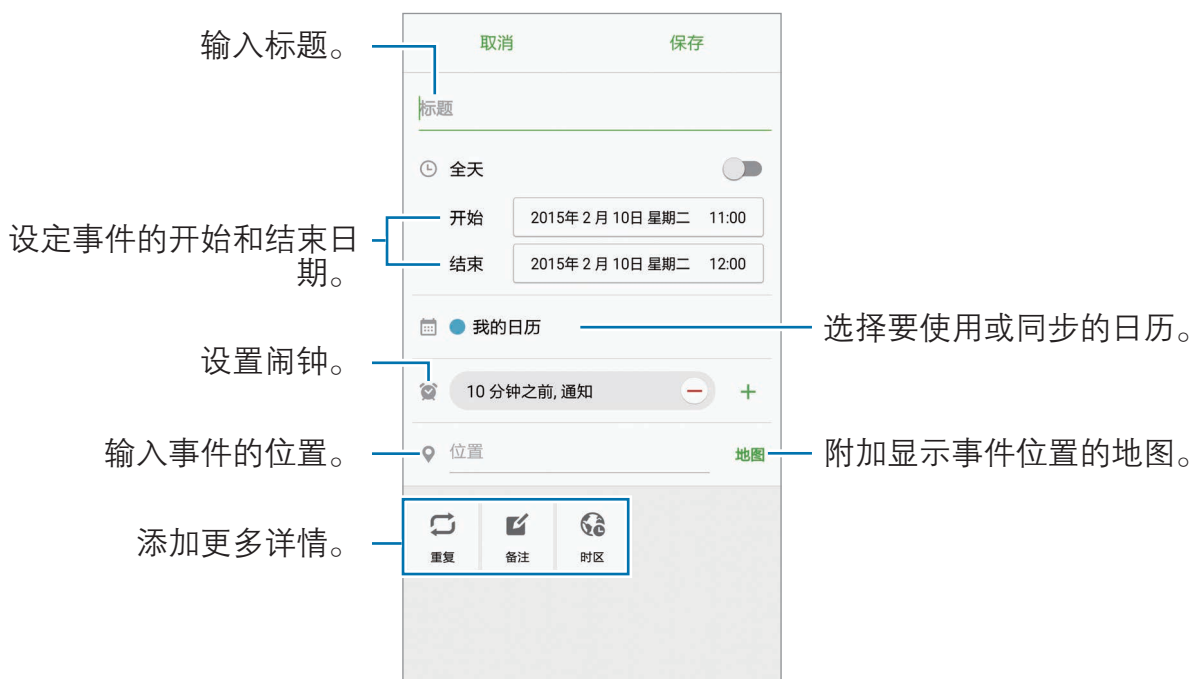 取消 保存
输入标题。
标题
全天
开始 2015年 2 月 10日 星期二 11:00
设定事件的开始和结束日
期。
结束 2015年 2 月 10日 星期二 12:00
我的日历
选择要使用或同步的日历。
设置闹钟。
10 分钟之前, 通知
输入事件的位置。
位置 地图
附加显示事件位置的地图。
添加更多详情。
重复 备注 时区